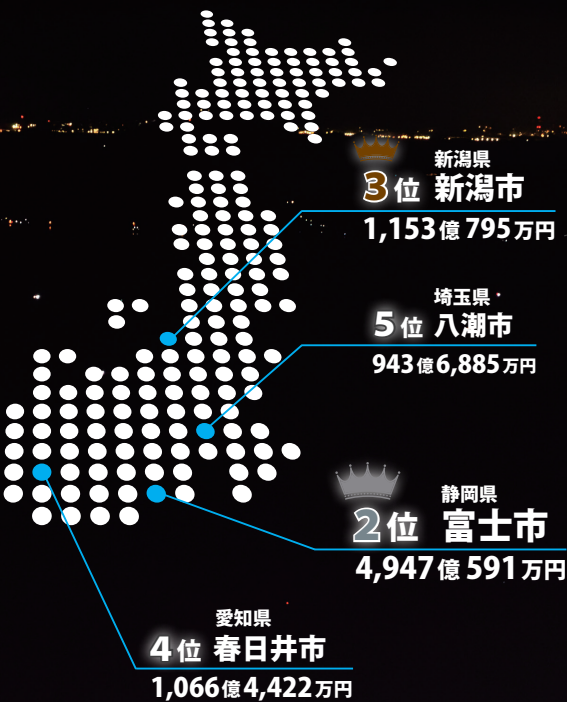 新潟県
3位 新潟市
1,153億795万円
埼玉県
5位 八潮市
943億6,885万円
静岡県
2位 富士市
4,947億591万円
愛知県
4位 春日井市
1,066億4,422万円